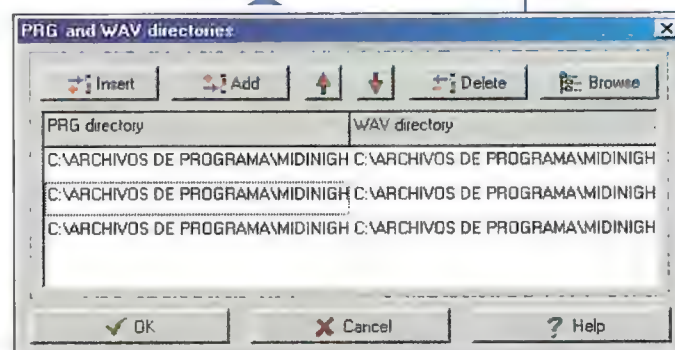 PRG and WAV directories
Insert Add Delete Browse
PRG directory WAV directory
C:\ARCHIVOS DE PROGRAMA\MIDINIGH C:\ARCHIVOS DE PROGRAMA\MIDINIGH
C:\ARCHIVOS DE PROGRAMA\MIDINIGH C:\ARCHIVOS DE PROGRAMA\MIDINIGH
C:\ARCHIVOS DE PROGRAMA\MIDINIGH C:\ARCHIVOS DE PROGRAMA\MIDINIGH
OK Cancel ? Help